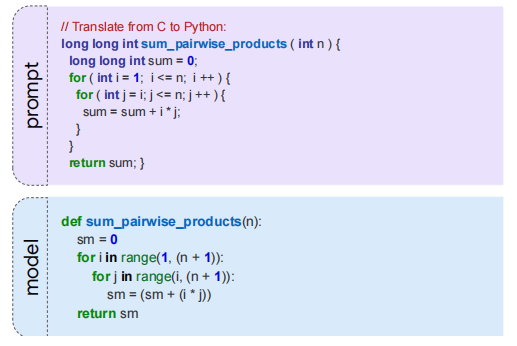 prompt
// Translate from C to Python:
long long int sum_pairwise_products ( int n ) {
long long int sum = 0;
for ( int i = 1; i <= n; i ++ ) {
for ( int j = i; j <= n; j ++ ) {
sum = sum + i * j;
}
}
return sum; }
model
def sum_pairwise_products(n):
sm = 0
for i in range(1, (n + 1)):
for j in range(i, (n + 1)):
sm = (sm + (i * j))
return sm